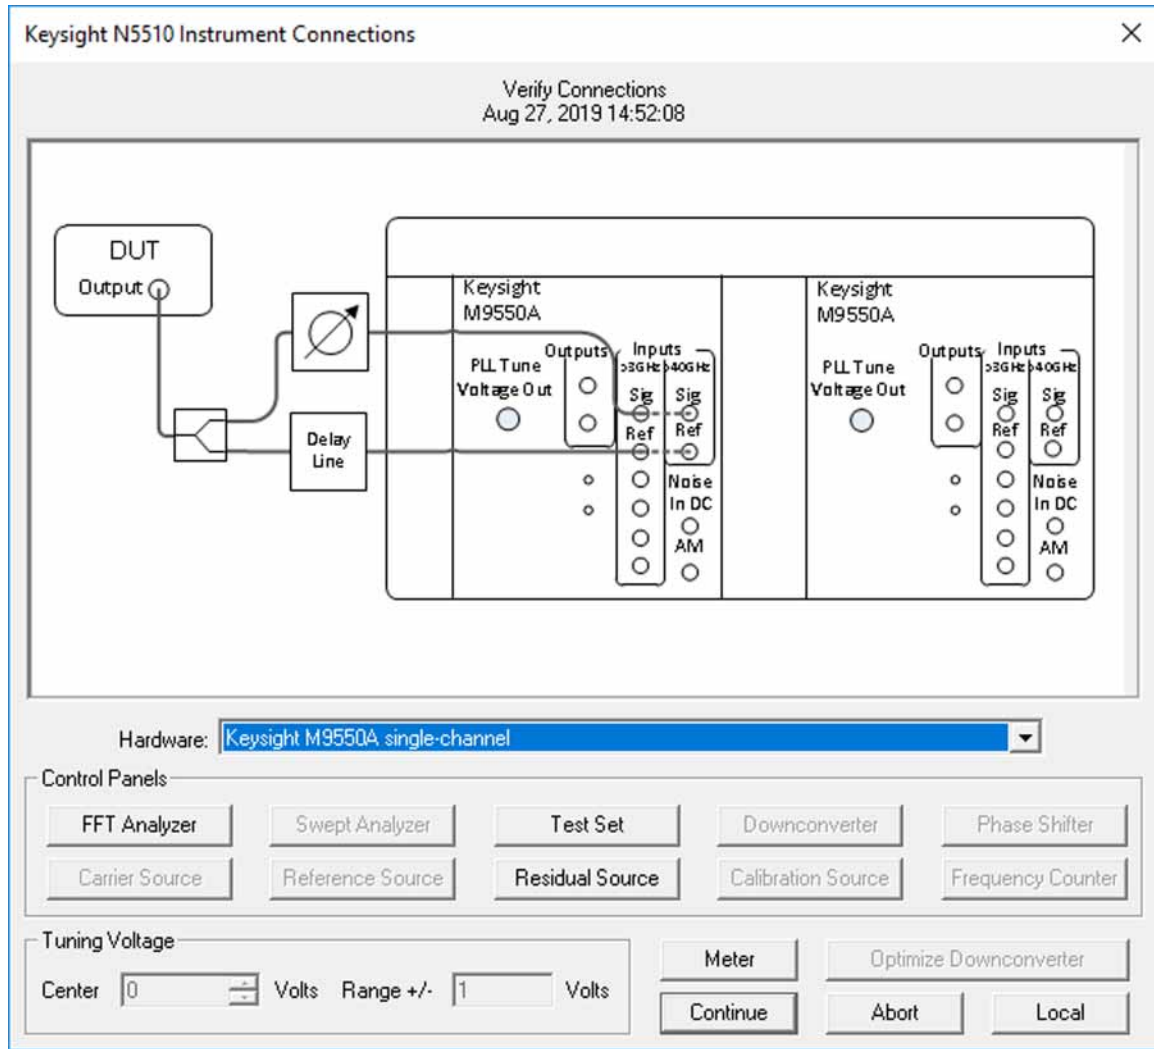 Keysight N5510 Instrument Connections
Verify Connections
Aug 27, 2019 14:52:08
DUT
Output
Delay
Line
Keysight
M9550A
Outputs
Inputs
PLL Tune
Voltage Out
Sig
Sig
Ref
Ref
Noise
In DC
AM
Keysight
M9550A
Outputs
Inputs
PLL Tune
Voltage Out
Sig
Sig
Ref
Ref
Noise
In DC
AM
Hardware: Keysight M9550A single-channel
Control Panels
FFT Analyzer Swept Analyzer Test Set Downconverter Phase Shifter
Carrier Source Reference Source Residual Source Calibration Source Frequency Counter
Tuning Voltage
Center 0 Volts Range +/- 1 Volts
Meter Optimize Downconverter
Continue Abort Local